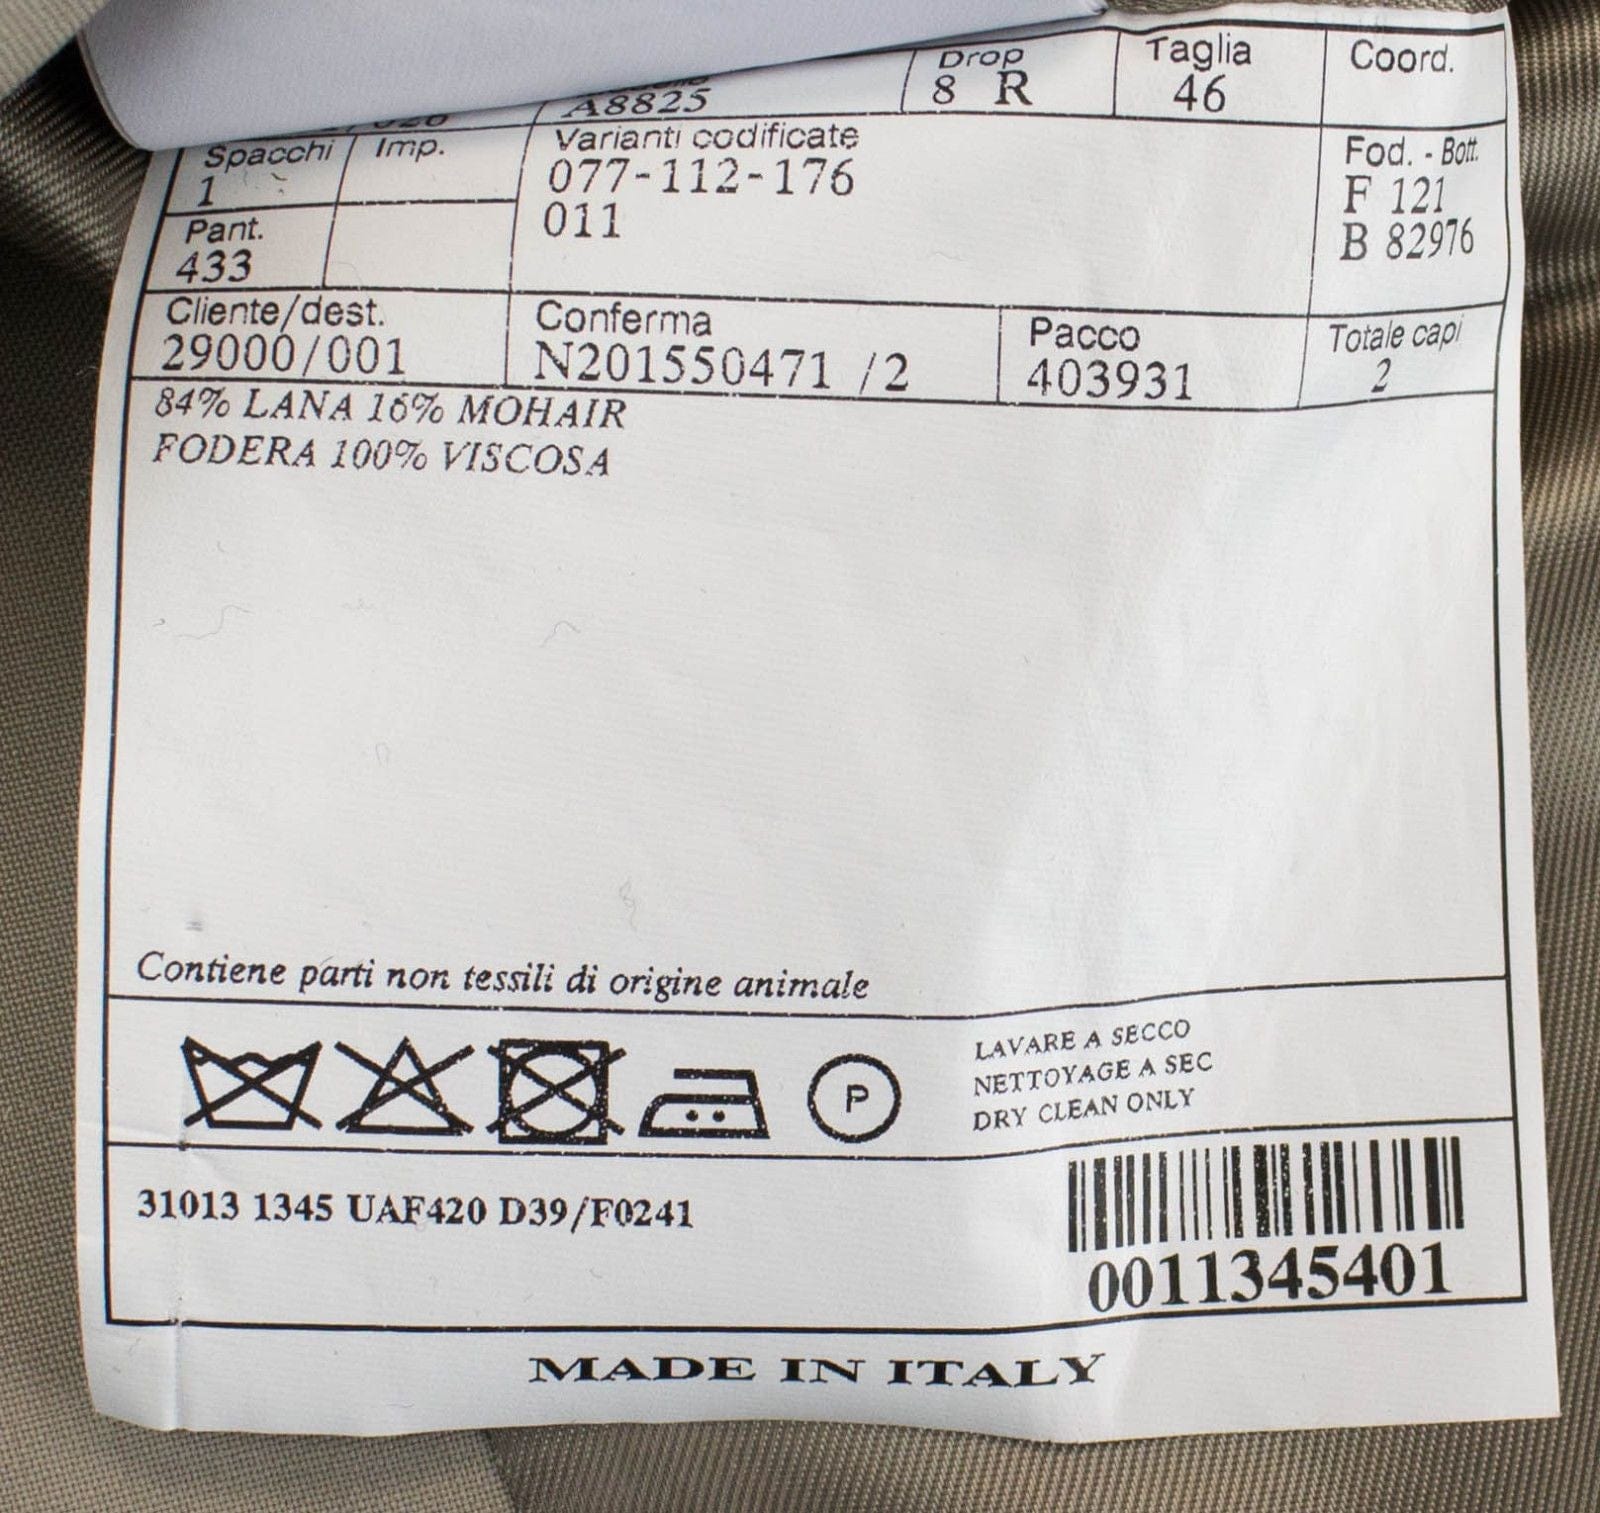 Drop Taglia Coord.
A8825 8 R 46
Spacchi Imp. Varianti codificate Fod. - Bott.
1 077-112-176 F 121
Pant. 011 B 82976
433
Cliente/dest. Conferma Pacco Totale capi
29000/001 N201550471 /2 403931 2
84% LANA 16% MOHAIR
FODERA 100% VISCOSA
Contiene parti non tessili di origine animale
P
LAVARE A SECCO
NETTOYAGE A SEC
DRY CLEAN ONLY
31013 1345 UAF420 D39/F0241
0011345401
MADE IN ITALY